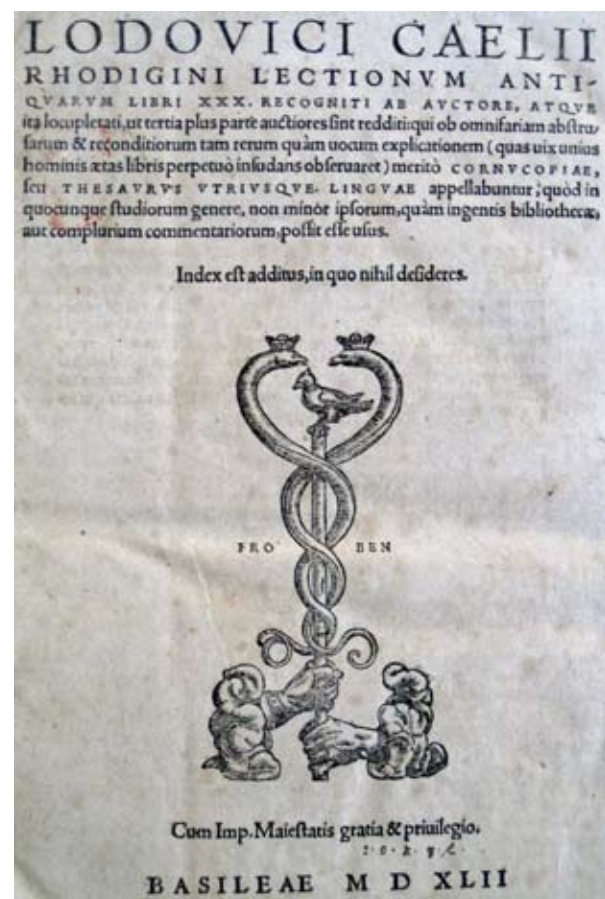 LODOVICI CAELII
RHODIGINI LECTIONVM ANTI-
QVARVM LIBRI XXX. RECOGNITI AB AVCTORE, ATQVE
ita locupletati, ut tertia plus parte auctiores sint redditi: qui ob omnifariam abstru-
sarum & reconditiorum tam rerum quàm uocum explicationem (quas uix unius
hominis ætas libris perpetuò insudans obseruaret) meritò CORNVCOPIAE,
seu THESAVRVS VTRIVSQVE LINGVAE appellabuntur, quòd in
quocunque studiorum genere, non minor ipsorum, quàm ingentis bibliothecæ,
aut complurium commentariorum, possit esse usus.
Index est additus, in quo nihil desideres.
FRO BEN
Cum Imp. Maiestatis gratia & priuilegio.
BASILEAE M D XLII